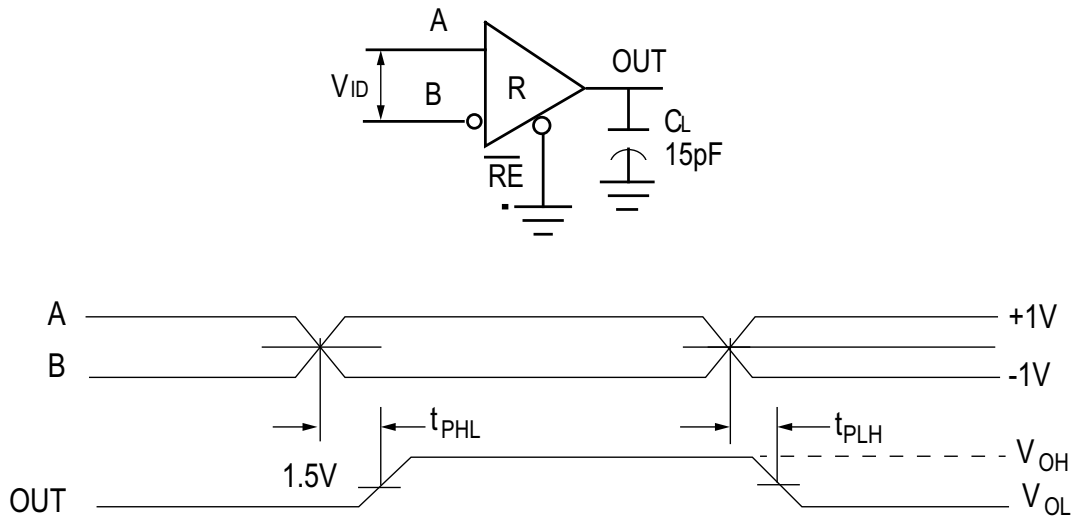 A
OUT
VID
B
R
CL
15pF
RE
A
+1V
B
-1V
tPHL
tPLH
1.5V
VOH
OUT
VOL